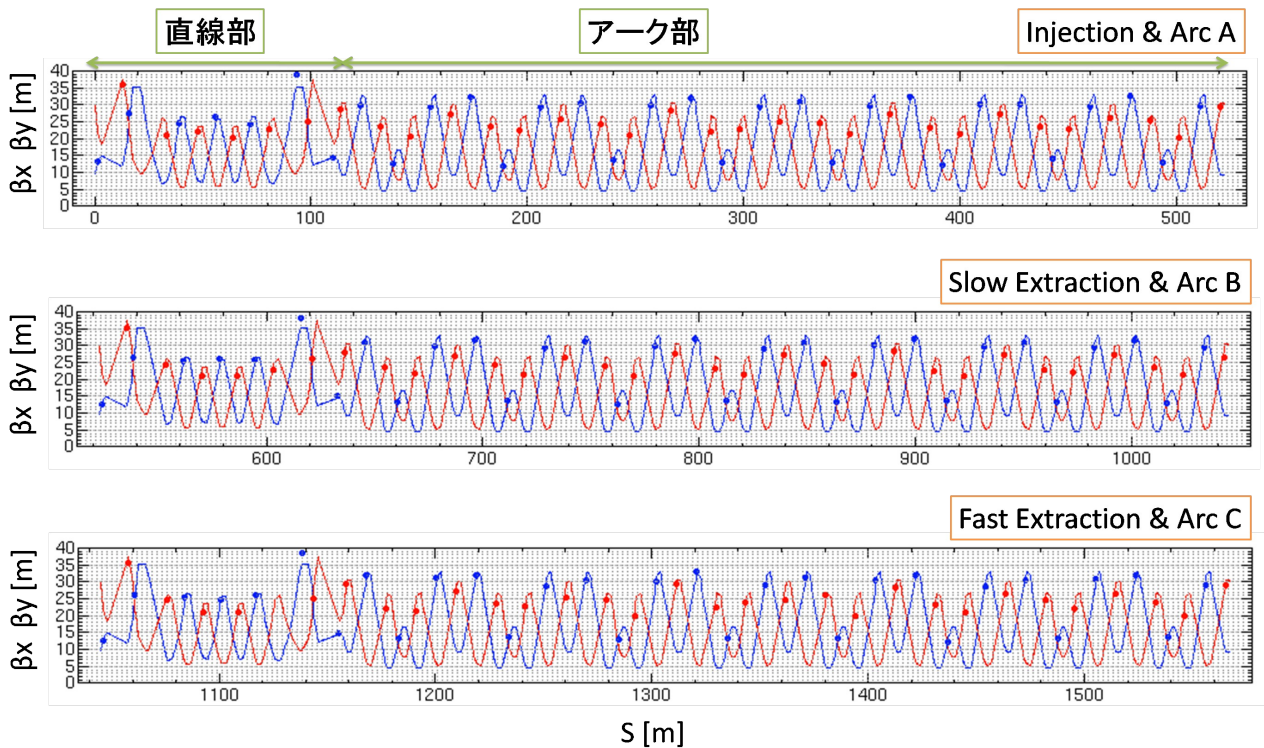 直線部 アーク部 Injection & Arc A
βx βy [m]
40
35
30
25
20
15
10
5
0
0 100 200 300 400 500
Slow Extraction & Arc B
βx βy [m]
40
35
30
25
20
15
10
5
0
600 700 800 900 1000
Fast Extraction & Arc C
βx βy [m]
40
35
30
25
20
15
10
5
0
1100 1200 1300 1400 1500
S [m]